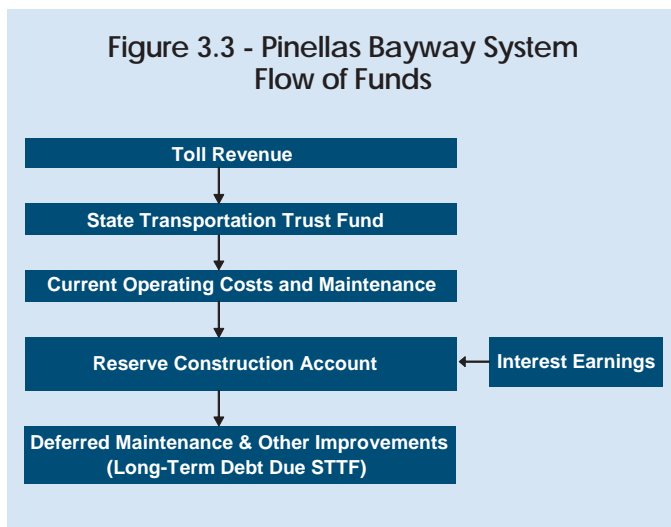 Figure 3.3 - Pinellas Bayway System
Flow of Funds
Toll Revenue
State Transportation Trust Fund
Current Operating Costs and Maintenance
Reserve Construction Account
Interest Earnings
Deferred Maintenance & Other Improvements
(Long-Term Debt Due STTF)